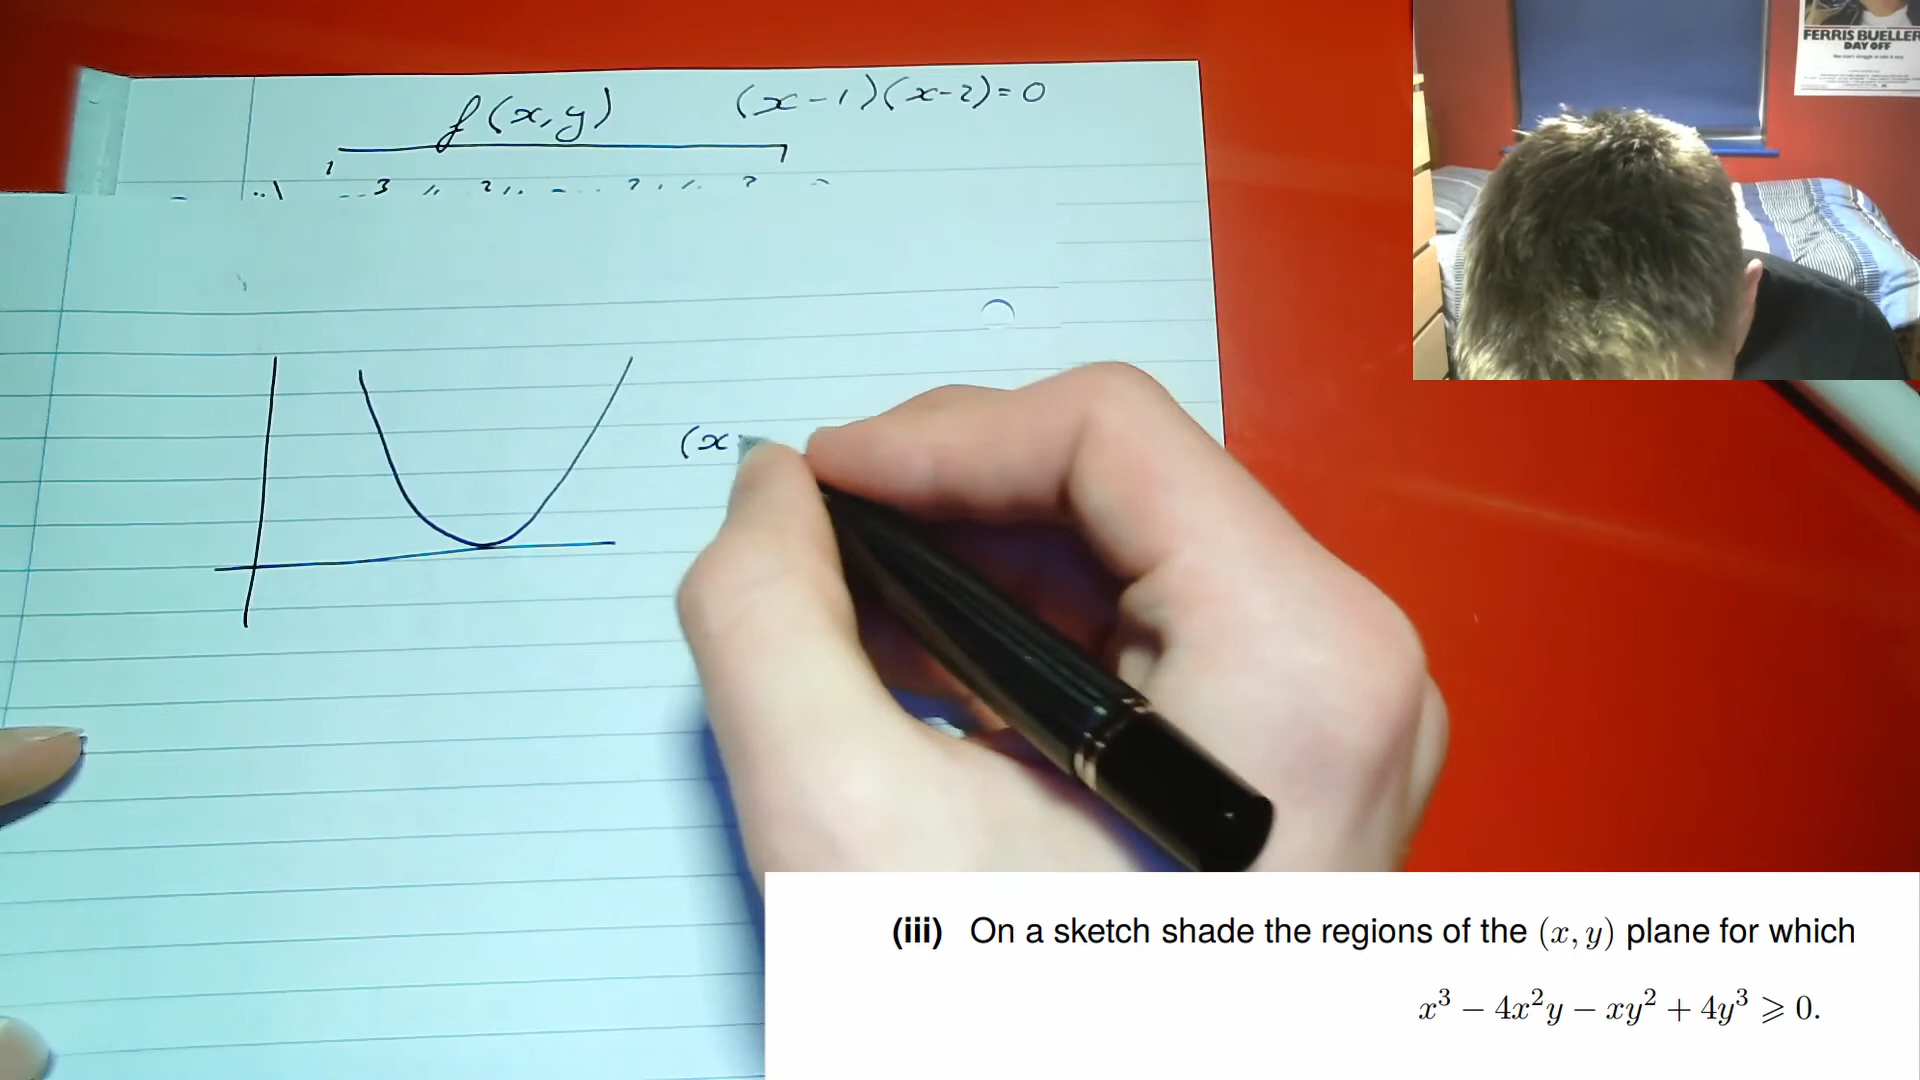 FERRIS BUELLER
DAY OFF
f(x,y)
(x-1)(x-2)=0
(x
(iii) On a sketch shade the regions of the (x, y) plane for which
x³ − 4x²y − xy² + 4y³ ⩾ 0.